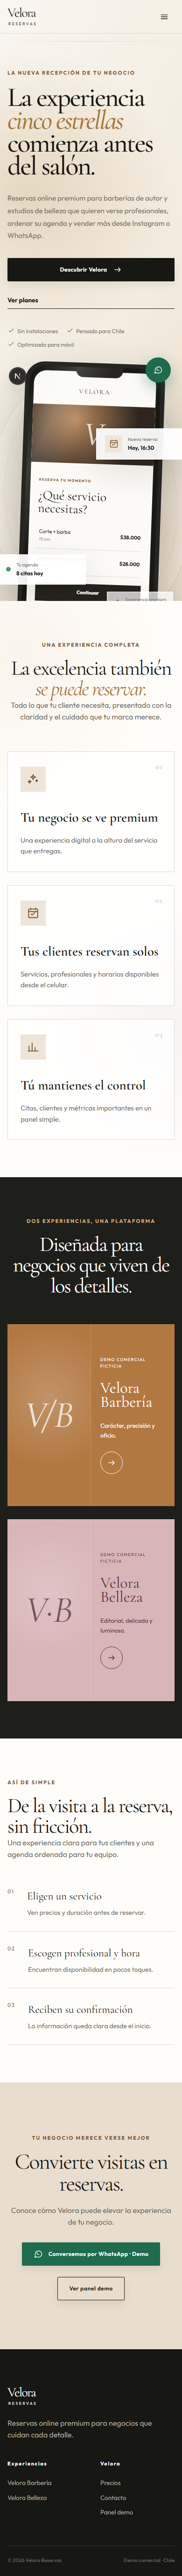 Velora
RESERVAS
LA NUEVA RECEPCIÓN DE TU NEGOCIO
La experiencia
cinco estrellas
comienza antes
del salón.
Reservas online premium para barberías de autor y
estudios de belleza que quieren verse profesionales,
ordenar su agenda y vender más desde Instagram o
WhatsApp.
Descubrir Velora
Ver planes
Sin instalaciones
Pensado para Chile
Optimizado para móvil
N
VELORA
V
Nueva reserva
Hoy, 16:30
RESERVA TU MOMENTO
¿Qué servicio
necesitas?
Corte + barba
75 min
$38.000
$28.000
Tu agenda
8 citas hoy
Continuar
Experiencia premium
UNA EXPERIENCIA COMPLETA
La excelencia también
se puede reservar.
Todo lo que tu cliente necesita, presentado con la
claridad y el cuidado que tu marca merece.
01
Tu negocio se ve premium
Una experiencia digital a la altura del servicio
que entregas.
02
Tus clientes reservan solos
Servicios, profesionales y horarios disponibles
desde el celular.
03
Tú mantienes el control
Citas, clientes y métricas importantes en un
panel simple.
DOS EXPERIENCIAS, UNA PLATAFORMA
Diseñada para
negocios que viven de
los detalles.
V/B
DEMO COMERCIAL
FICTICIA
Velora
Barbería
Carácter, precisión y
oficio.
V·B
DEMO COMERCIAL
FICTICIA
Velora
Belleza
Editorial, delicada y
luminosa.
ASÍ DE SIMPLE
De la visita a la reserva,
sin fricción.
Una experiencia clara para tus clientes y una
agenda ordenada para tu equipo.
01
Eligen un servicio
Ven precios y duración antes de reservar.
02
Escogen profesional y hora
Encuentran disponibilidad en pocos toques.
03
Reciben su confirmación
La información queda clara desde el inicio.
TU NEGOCIO MERECE VERSE MEJOR
Convierte visitas en
reservas.
Conoce cómo Velora puede elevar la experiencia
de tu negocio.
Conversemos por WhatsApp · Demo
Ver panel demo
Velora
RESERVAS
Reservas online premium para negocios que
cuidan cada detalle.
Experiencias
Velora Barbería
Velora Belleza
Velora
Precios
Contacto
Panel demo
© 2026 Velora Reservas
Demo comercial · Chile